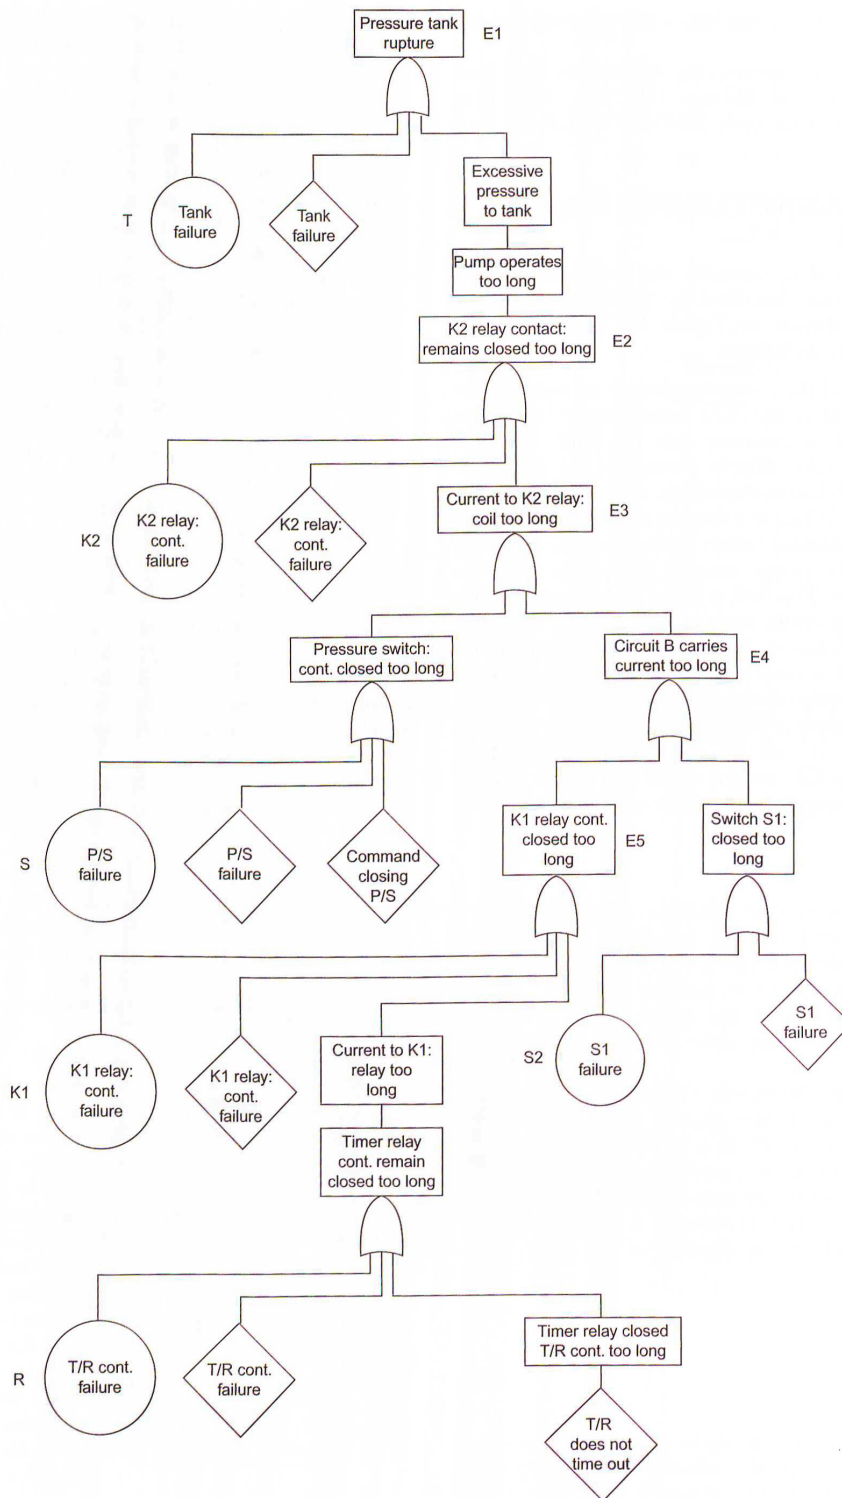 Pressure tank
rupture
E1
T
Tank
failure
Tank
failure
Excessive
pressure
to tank
Pump operates
too long
K2 relay contact:
remains closed too long
E2
K2
K2 relay:
cont.
failure
K2 relay:
cont.
failure
Current to K2 relay:
coil too long
E3
Pressure switch:
cont. closed too long
Circuit B carries
current too long
E4
S
P/S
failure
P/S
failure
Command
closing
P/S
K1 relay cont.
closed too
long
E5
Switch S1:
closed too
long
K1
K1 relay:
cont.
failure
K1 relay:
cont.
failure
Current to K1:
relay too
long
S2
S1
failure
S1
failure
Timer relay
cont. remain
closed too long
R
T/R cont.
failure
T/R cont.
failure
Timer relay closed
T/R cont. too long
T/R
does not
time out